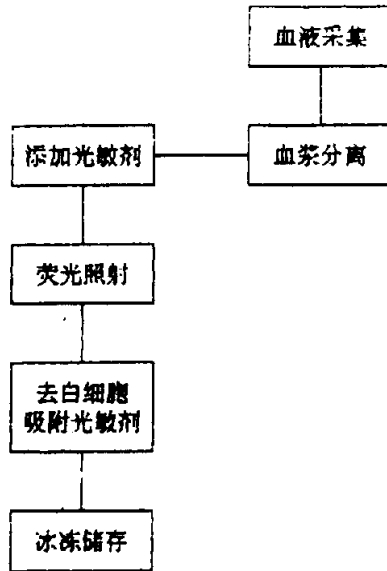 血液采集
添加光敏剂
血浆分离
荧光照射
去白细胞
吸附光敏剂
冰冻储存